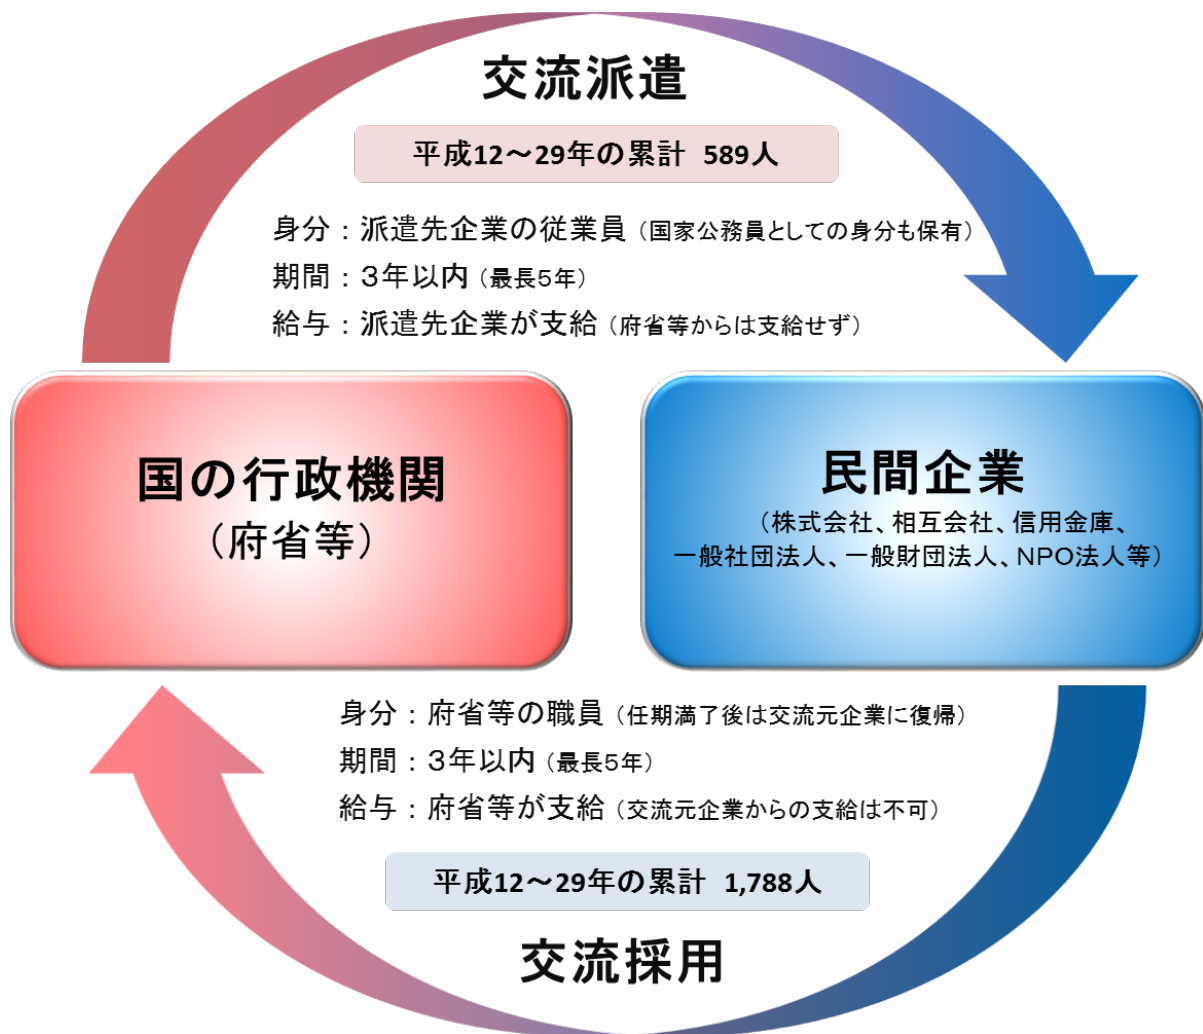 交流派遣
平成12～29年の累計 589人
身分：派遣先企業の従業員（国家公務員としての身分も保有）
期間：３年以内（最長５年）
給与：派遣先企業が支給（府省等からは支給せず）
国の行政機関
（府省等）
民間企業
（株式会社、相互会社、信用金庫、
一般社団法人、一般財団法人、ＮＰＯ法人等）
身分：府省等の職員（任期満了後は交流元企業に復帰）
期間：３年以内（最長５年）
給与：府省等が支給（交流元企業からの支給は不可）
平成12～29年の累計 1,788人
交流採用